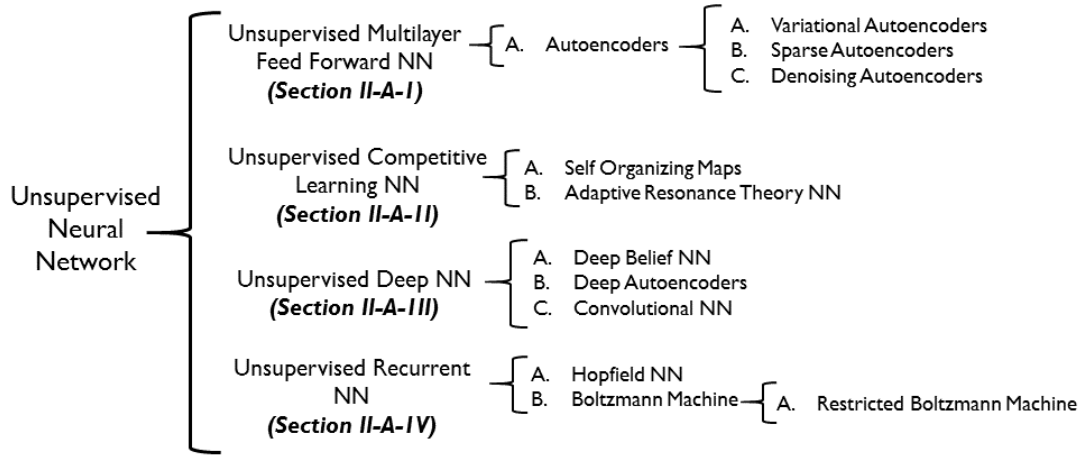 Unsupervised
Neural
Network
Unsupervised Multilayer
Feed Forward NN
(Section II-A-I)
A. Autoencoders
A. Variational Autoencoders
B. Sparse Autoencoders
C. Denoising Autoencoders
Unsupervised Competitive
Learning NN
(Section II-A-II)
A. Self Organizing Maps
B. Adaptive Resonance Theory NN
Unsupervised Deep NN
(Section II-A-III)
A. Deep Belief NN
B. Deep Autoencoders
C. Convolutional NN
Unsupervised Recurrent
NN
(Section II-A-IV)
A. Hopfield NN
B. Boltzmann Machine
A. Restricted Boltzmann Machine